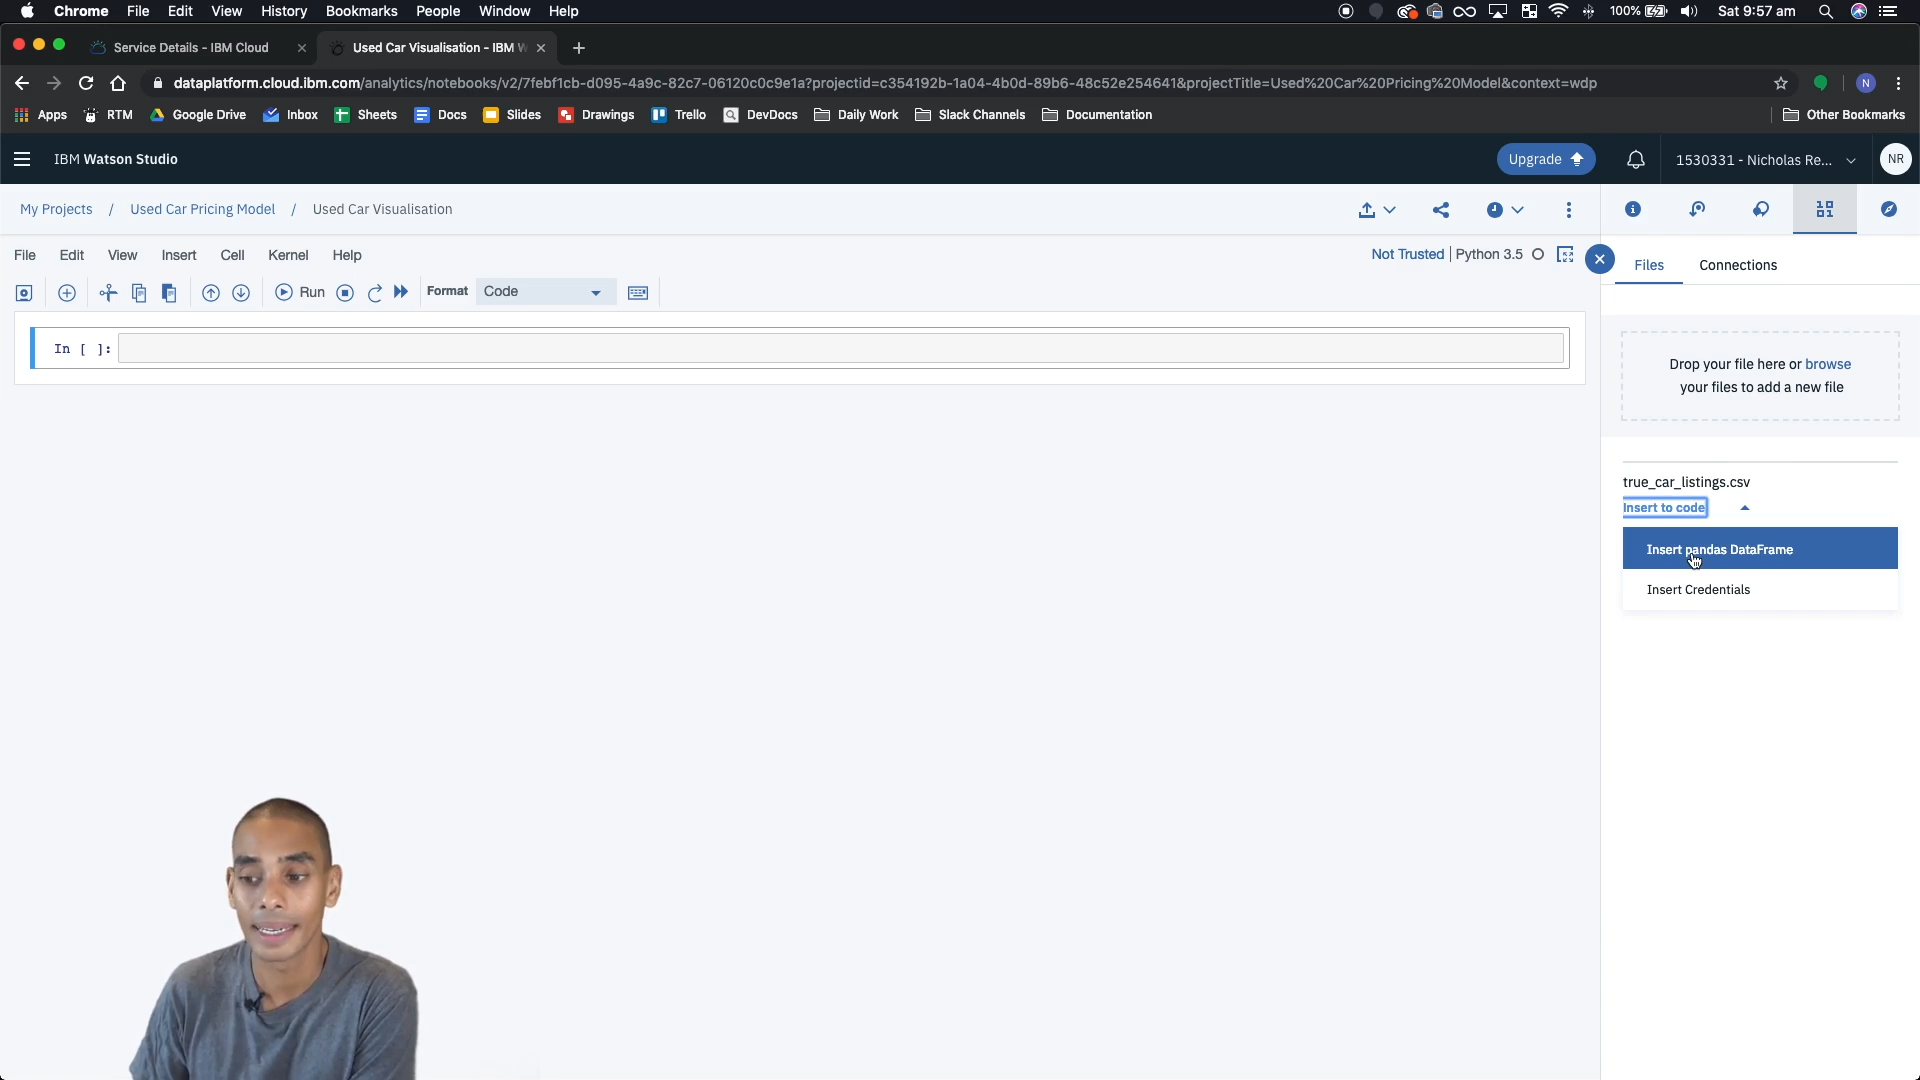 Chrome File Edit View History Bookmarks People Window Help 100% Sat 9:57 am
Service Details - IBM Cloud Used Car Visualisation - IBM W
dataplatform.cloud.ibm.com/analytics/notebooks/v2/7febf1cb-d095-4a9c-82c7-06120c0c9e1a?projectid=c354192b-1a04-4b0d-89b6-48c52e254641&projectTitle=Used%20Car%20Pricing%20Model&context=wdp N
Apps RTM Google Drive Inbox Sheets Docs Slides Drawings Trello DevDocs Daily Work Slack Channels Documentation Other Bookmarks
IBM Watson Studio Upgrade 1530331 - Nicholas Re... NR
My Projects / Used Car Pricing Model / Used Car Visualisation
File Edit View Insert Cell Kernel Help Not Trusted | Python 3.5
Files Connections
Run Format Code
In [ ]:
Drop your file here or browse
your files to add a new file
true_car_listings.csv
Insert to code
Insert pandas DataFrame
Insert Credentials